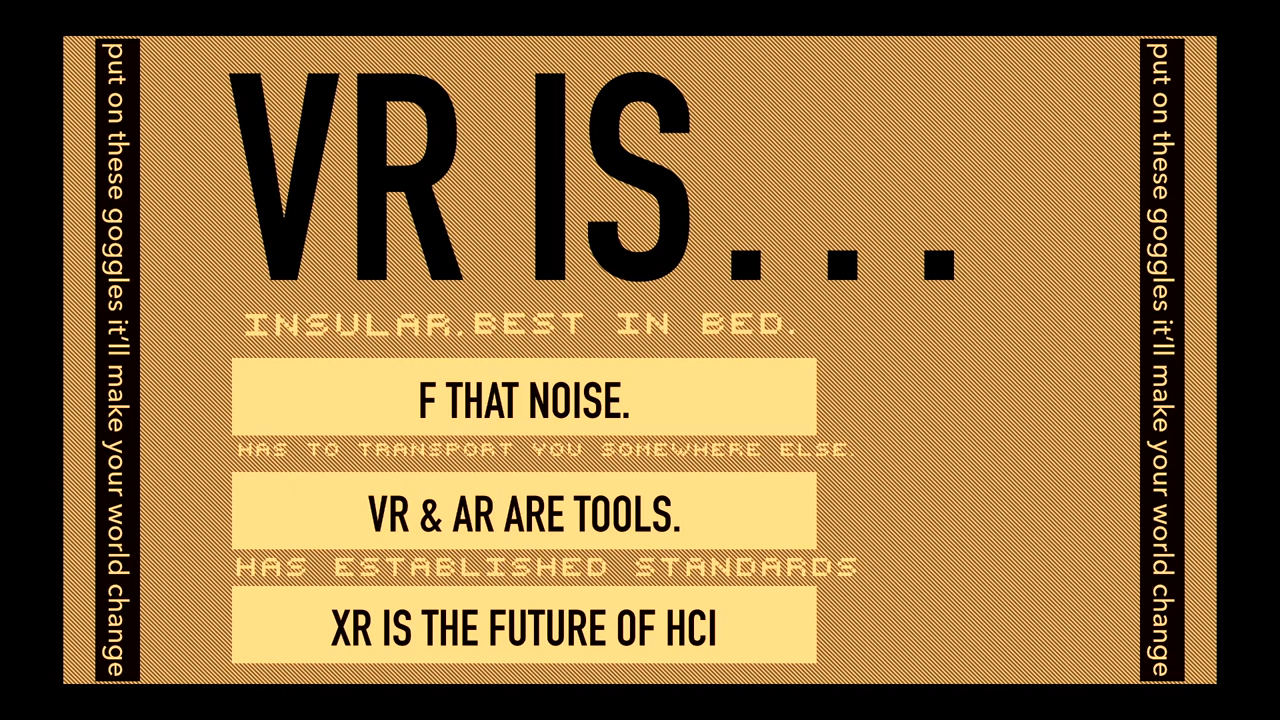 put on these goggles it’ll make your world change
VR IS...
INSULAR.BEST IN BED.
F THAT NOISE.
HAS TO TRANSPORT YOU SOMEWHERE ELSE.
VR & AR ARE TOOLS.
HAS ESTABLISHED STANDARDS
XR IS THE FUTURE OF HCI
put on these goggles it’ll make your world change